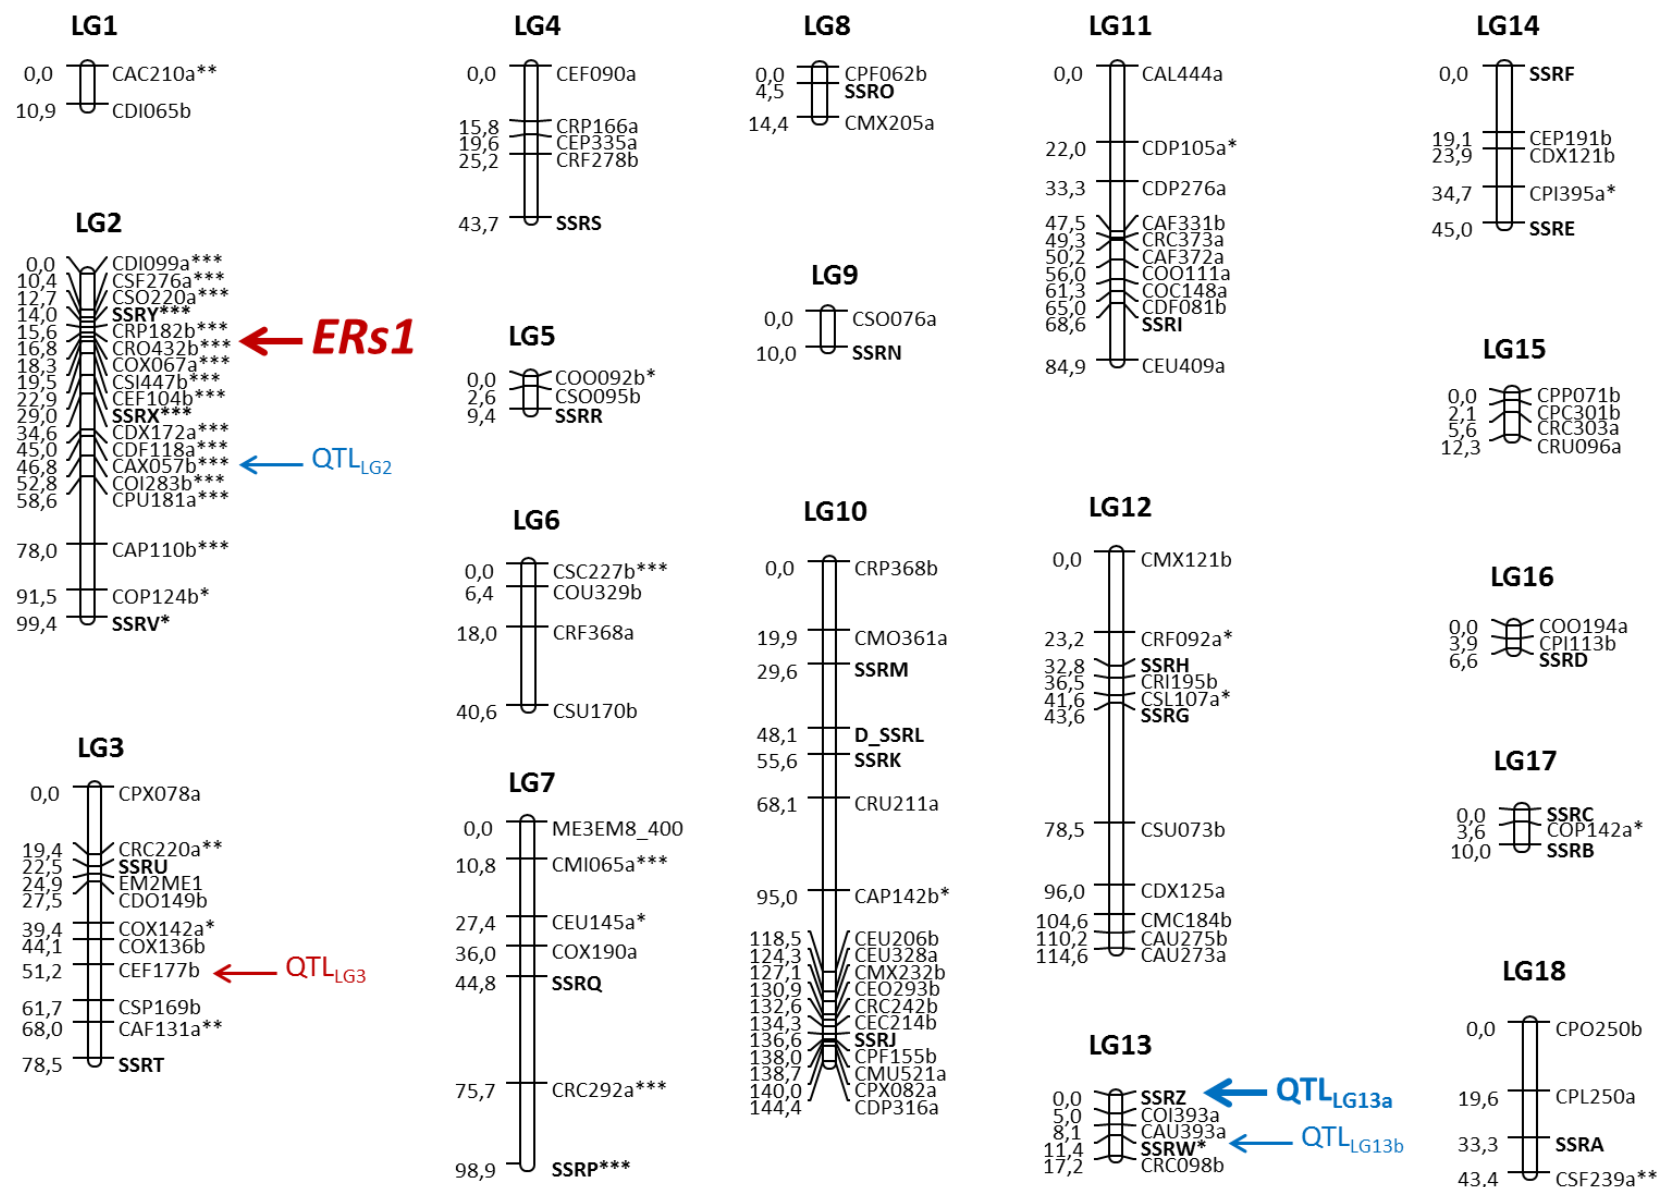 LG1
0,0 CAC210a**
10,9 CDI065b
LG2
0,0 CDI099a***
10,4 CSF276a***
12,7 CSO220a***
14,0 SSRY***
15,6 CRP182b***
16,8 CRO432b***
18,3 COX067a***
19,5 CSI447b***
22,9 CEF104b***
29,0 SSRX***
34,6 CDX172a***
45,0 CDF118a***
46,8 CAX057b***
52,8 COI283b***
58,6 CPU181a***
78,0 CAP110b***
91,5 COP124b*
99,4 SSRV*
ERs1
QTLLG2
LG3
0,0 CPX078a
19,4 CRC220a**
22,5 SSRU
24,9 EM2ME1
27,5 CDO149b
39,4 COX142a*
44,1 COX136b
51,2 CEF177b
61,7 CSP169b
68,0 CAF131a**
78,5 SSRT
QTLLG3
LG4
0,0 CEF090a
15,8 CRP166a
19,6 CEP335a
25,2 CRF278b
43,7 SSRS
LG5
0,0 COO092b*
2,6 CSO095b
9,4 SSRR
LG6
0,0 CSC227b***
6,4 COU329b
18,0 CRF368a
40,6 CSU170b
LG7
0,0 ME3EM8_400
10,8 CMI065a***
27,4 CEU145a*
36,0 COX190a
44,8 SSRQ
75,7 CRC292a***
98,9 SSRP***
LG8
0,0 CPF062b
4,5 SSRO
14,4 CMX205a
LG9
0,0 CSO076a
10,0 SSRN
LG10
0,0 CRP368b
19,9 CMO361a
29,6 SSRM
48,1 D_SSRL
55,6 SSRK
68,1 CRU211a
95,0 CAP142b*
118,5 CEU206b
124,3 CEU328a
127,1 CMX232b
130,9 CEO293b
132,6 CRC242b
134,3 CEC214b
136,6 SSRJ
138,0 CPF155b
138,7 CMU521a
140,0 CPX082a
144,4 CDP316a
LG11
0,0 CAL444a
22,0 CDP105a*
33,3 CDP276a
47,5 CAF331b
49,3 CRC373a
50,2 CAF372a
56,0 COO111a
61,3 COC148a
65,0 CDF081b
68,6 SSRI
84,9 CEU409a
LG12
0,0 CMX121b
23,2 CRF092a*
32,8 SSRH
36,5 CRI195b
41,6 CSL107a*
43,6 SSRG
78,5 CSU073b
96,0 CDX125a
104,6 CMC184b
110,2 CAU275b
114,6 CAU273a
LG13
0,0 SSRZ
5,0 COI393a
8,1 CAU393a
11,4 SSRW*
17,2 CRC098b
QTLLG13a
QTLLG13b
LG14
0,0 SSRF
19,1 CEP191b
23,9 CDX121b
34,7 CPI395a*
45,0 SSRE
LG15
0,0 CPP071b
2,1 CPC301b
5,6 CRC303a
12,3 CRU096a
LG16
0,0 COO194a
3,9 CPI113b
6,6 SSRD
LG17
0,0 SSRC
3,6 COP142a*
10,0 SSRB
LG18
0,0 CPO250b
19,6 CPL250a
33,3 SSRA
43,4 CSF239a**